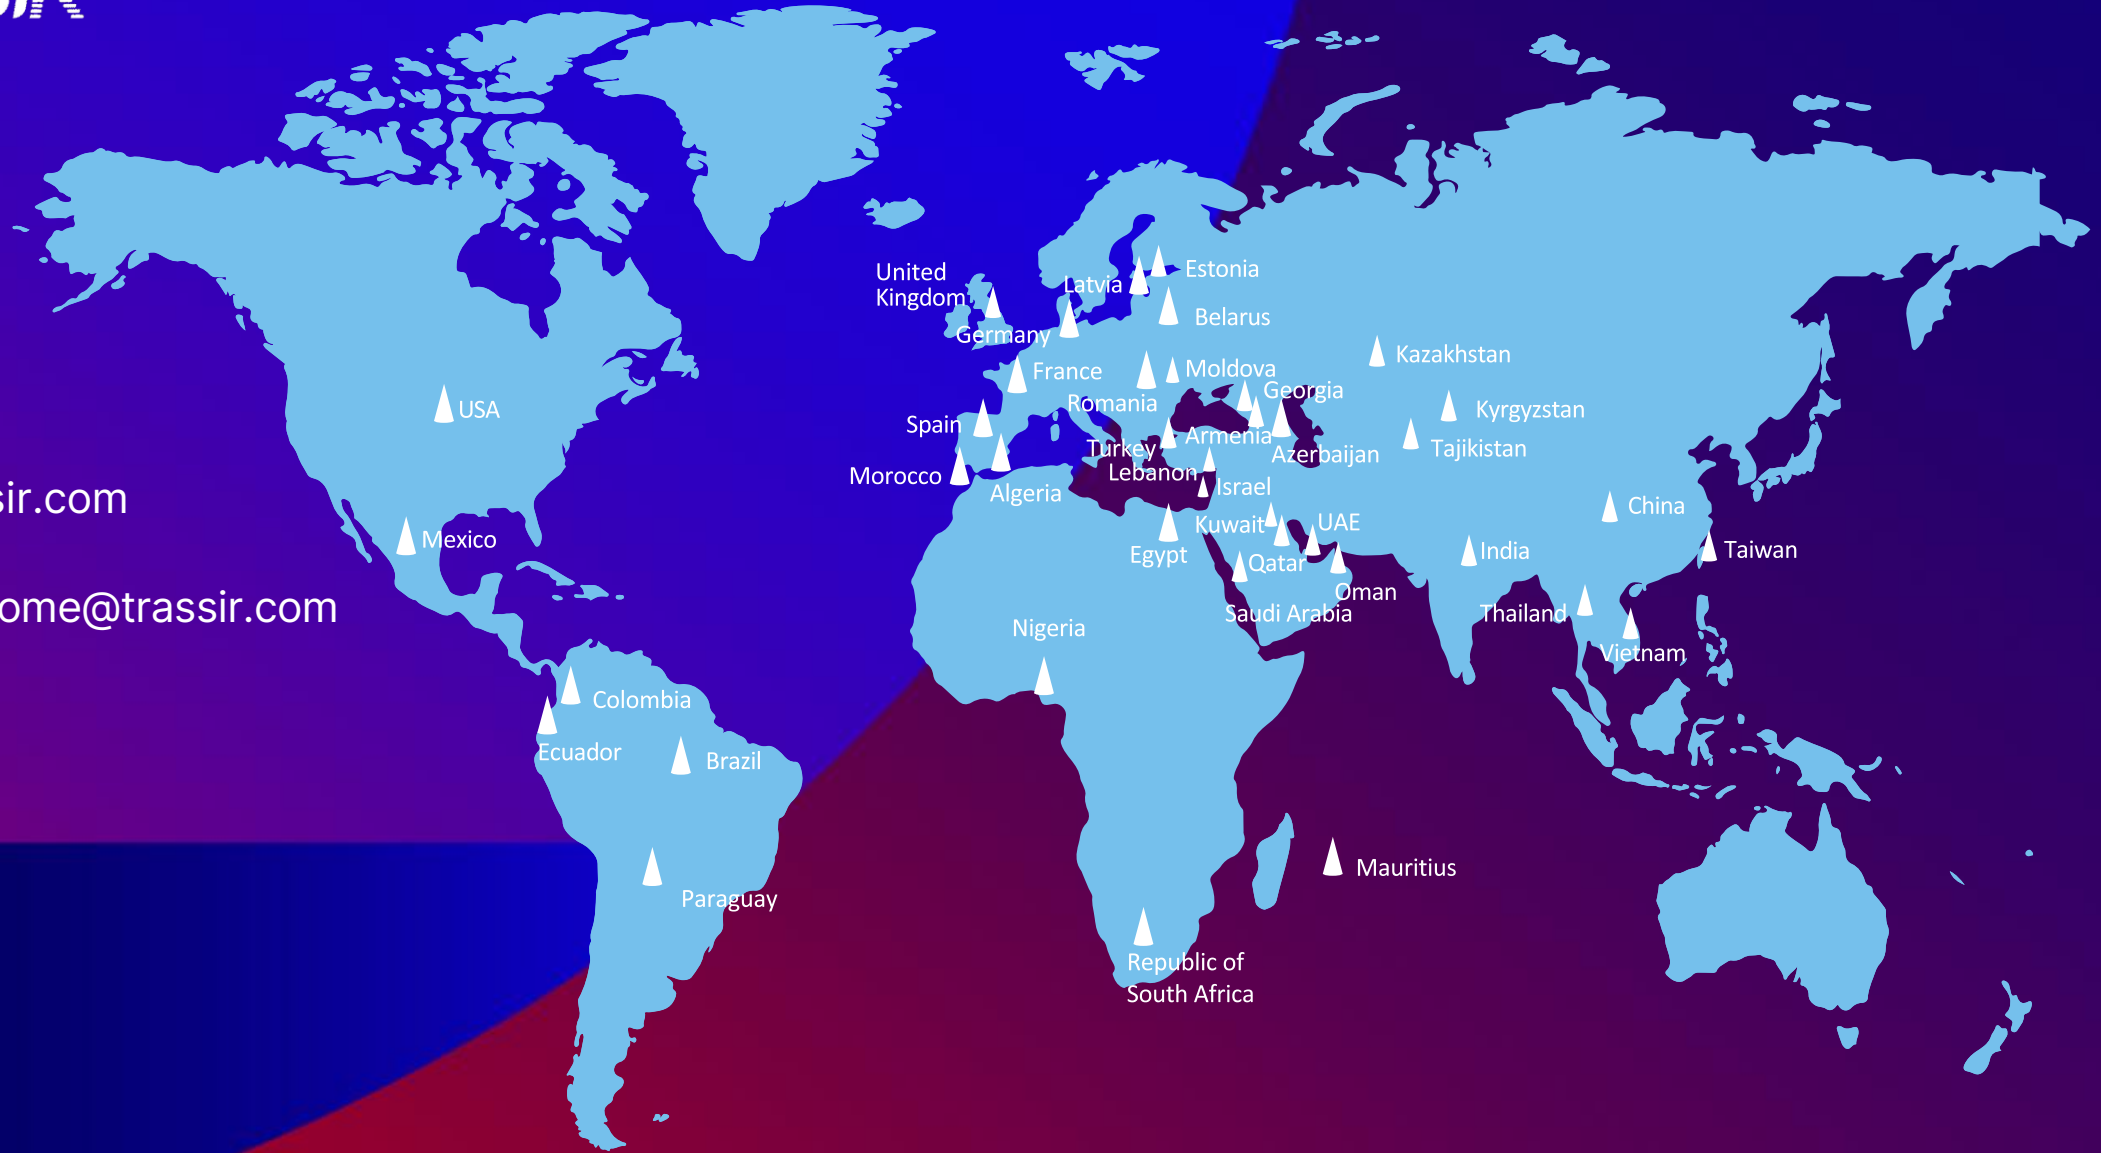 sir.com
ome@trassir.com
United
Kingdom
Latvia
Estonia
Germany
Belarus
France
Moldova
Kazakhstan
Romania
Georgia
USA
Spain
Kyrgyzstan
Turkey
Armenia
Azerbaijan
Tajikistan
Morocco
Lebanon
Algeria
Israel
China
Mexico
Egypt
Kuwait
UAE
India
Taiwan
Qatar
Oman
Saudi Arabia
Thailand
Nigeria
Vietnam
Colombia
Ecuador
Brazil
Mauritius
Paraguay
Republic of
South Africa